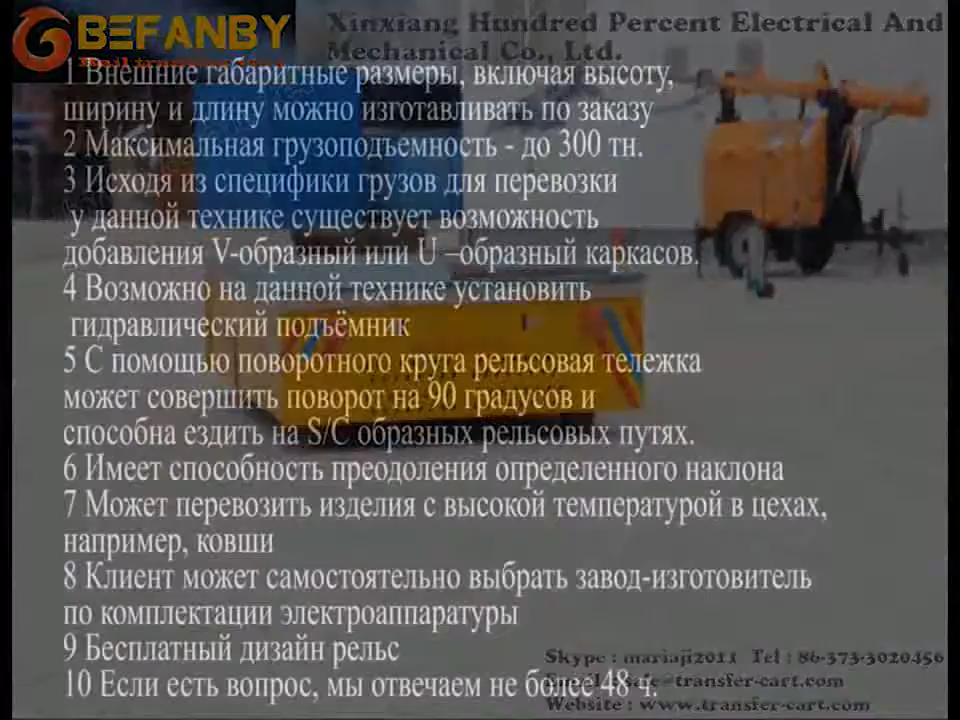 BEFANBY
Xinxiang Hundred Percent Electrical And
Mechanical Co., Ltd.
1 Внешние габаритные размеры, включая высоту,
ширину и длину можно изготавливать по заказу
2 Максимальная грузоподъемность - до 300 тн.
3 Исходя из специфики грузов для перевозки
у данной технике существует возможность
добавления V-образный или U –образный каркасов.
4 Возможно на данной технике установить
гидравлический подъёмник
5 С помощью поворотного круга рельсовая тележка
может совершить поворот на 90 градусов и
способна ездить на S/C образных рельсовых путях.
6 Имеет способность преодоления определенного наклона
7 Может перевозить изделия с высокой температурой в цехах,
например, ковши
8 Клиент может самостоятельно выбрать завод-изготовитель
по комплектации электроаппаратуры
9 Бесплатный дизайн рельс
10 Если есть вопрос, мы отвечаем не более 48 ч.
Skype : mariaji2011 Tel : 86-373-3020456
sale@transfer-cart.com
Website : www.transfer-cart.com